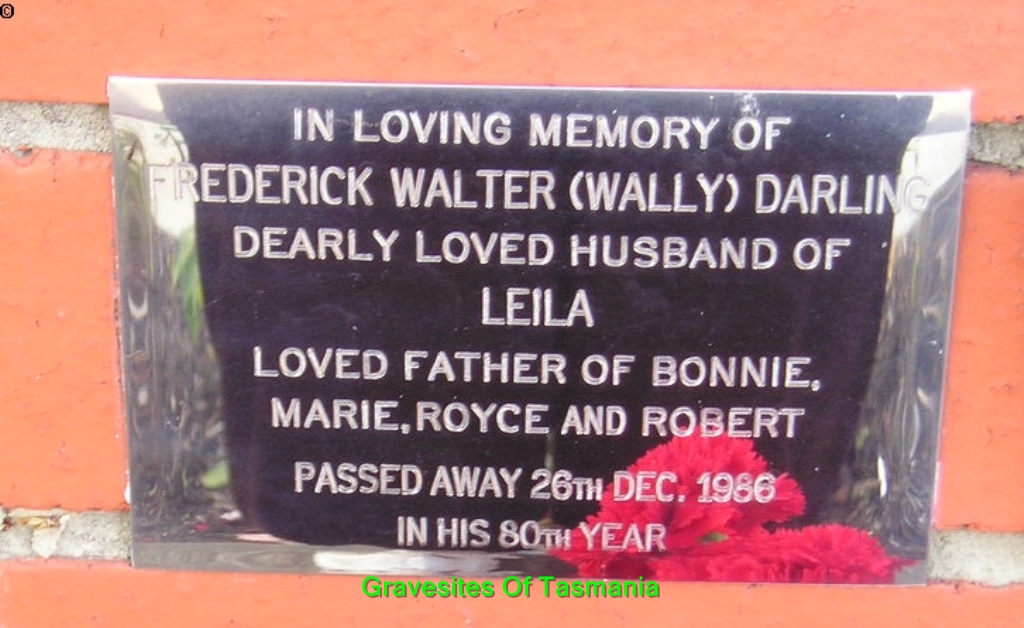 ©
IN LOVING MEMORY OF
FREDERICK WALTER (WALLY) DARLING
DEARLY LOVED HUSBAND OF
LEILA
LOVED FATHER OF BONNIE,
MARIE, ROYCE AND ROBERT
PASSED AWAY 26TH DEC. 1986
IN HIS 80TH YEAR
Gravesites Of Tasmania